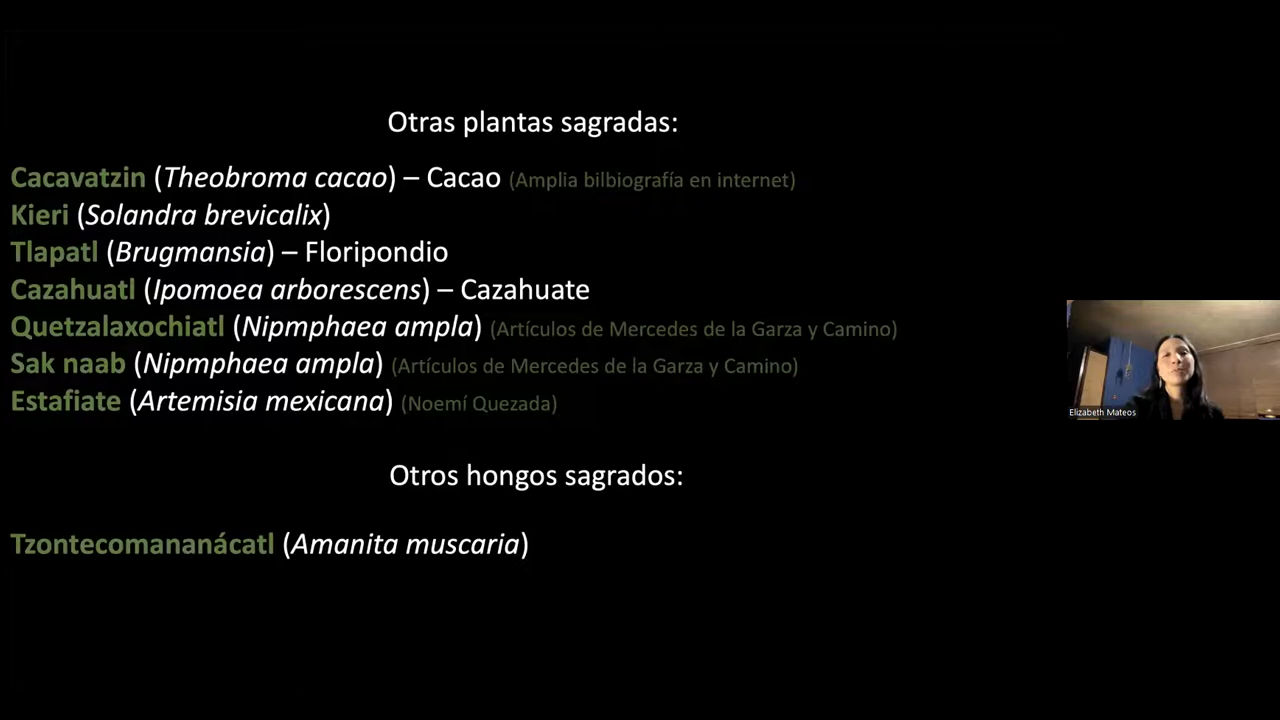 Otras plantas sagradas:
Cacavatzin (Theobroma cacao) – Cacao (Amplia bilbiografía en internet)
Kieri (Solandra brevicalix)
Tlapatl (Brugmansia) – Floripondio
Cazahuatl (Ipomoea arborescens) – Cazahuate
Quetzalaxochiatl (Nipmphaea ampla) (Artículos de Mercedes de la Garza y Camino)
Sak naab (Nipmphaea ampla) (Artículos de Mercedes de la Garza y Camino)
Estafiate (Artemisia mexicana) (Noemí Quezada)
Elizabeth Mateos
Otros hongos sagrados:
Tzontecomananácatl (Amanita muscaria)